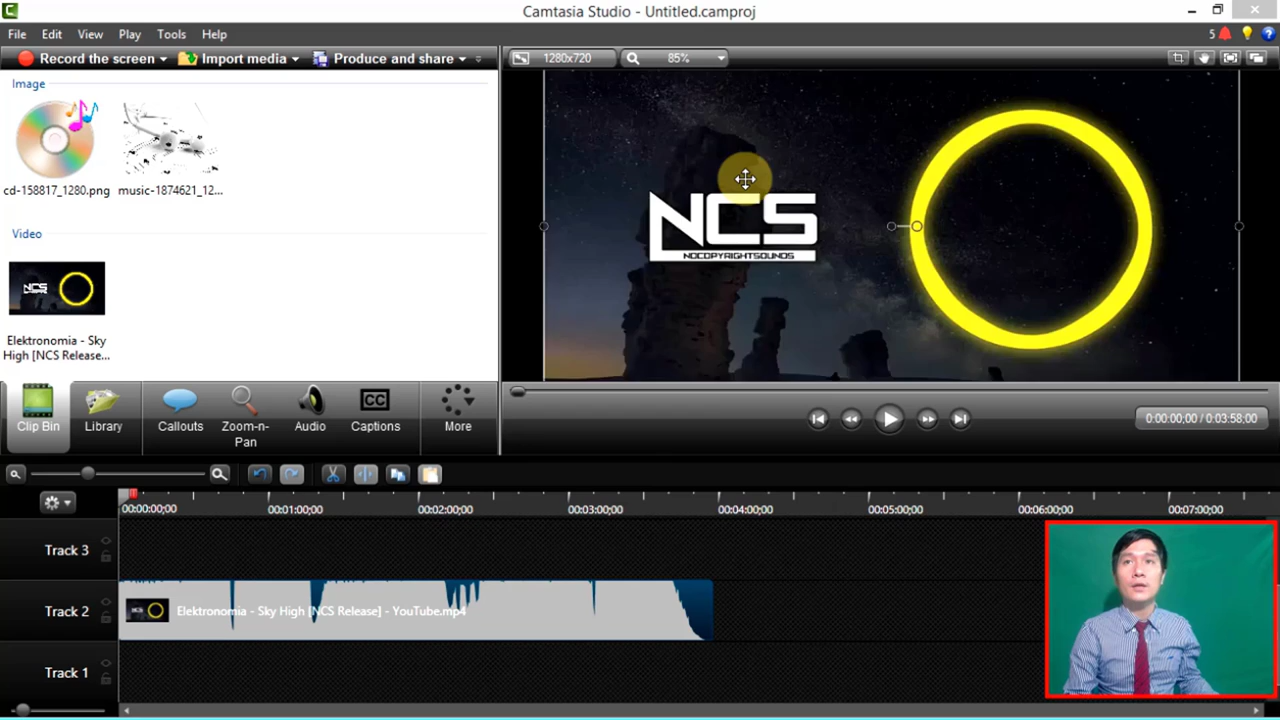 Camtasia Studio - Untitled.camproj
File Edit View Play Tools Help
5
Record the screen Import media Produce and share
1280x720 85%
Image
cd-158817_1280.png music-1874621_12...
Video
Elektronomia - Sky
High [NCS Release...
NCS
NOCOPYRIGHTSOUNDS
Clip Bin Library Callouts Zoom-n-
Pan Audio CC
Captions More
0:00:00;00 / 0:03:58;00
00:00:00;00 00:01:00;00 00:02:00;00 00:03:00;00 00:04:00;00 00:05:00;00 00:06:00;00 00:07:00;00
Track 3
Track 2 Elektronomia - Sky High [NCS Release] - YouTube.mp4
Track 1